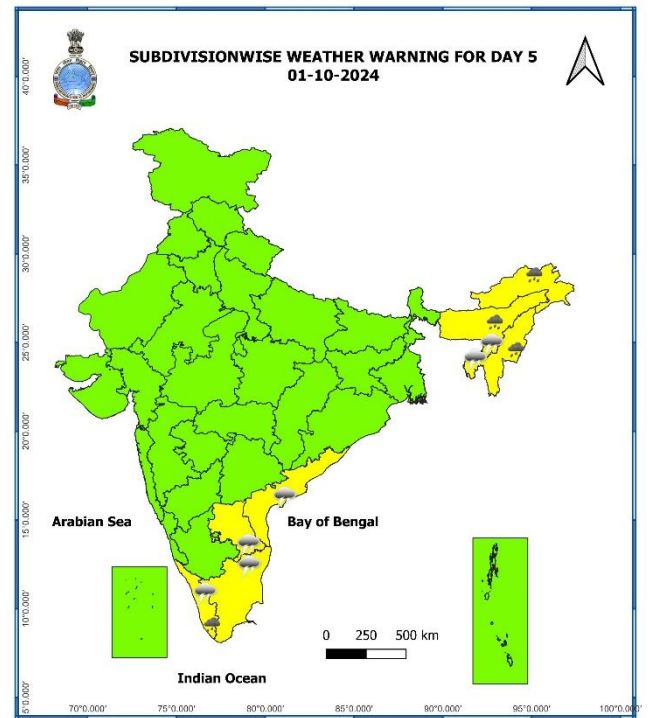 SUBDIVISIONWISE WEATHER WARNING FOR DAY 5
01-10-2024
40°0.000'
35°0.000'
30°0.000'
25°0.000'
20°0.000'
15°0.000'
10°0.000'
5°0.000'
Arabian Sea
Bay of Bengal
0 250 500 km
Indian Ocean
70°0.000' 75°0.000' 80°0.000' 85°0.000' 90°0.000' 95°0.000' 100°0.000'